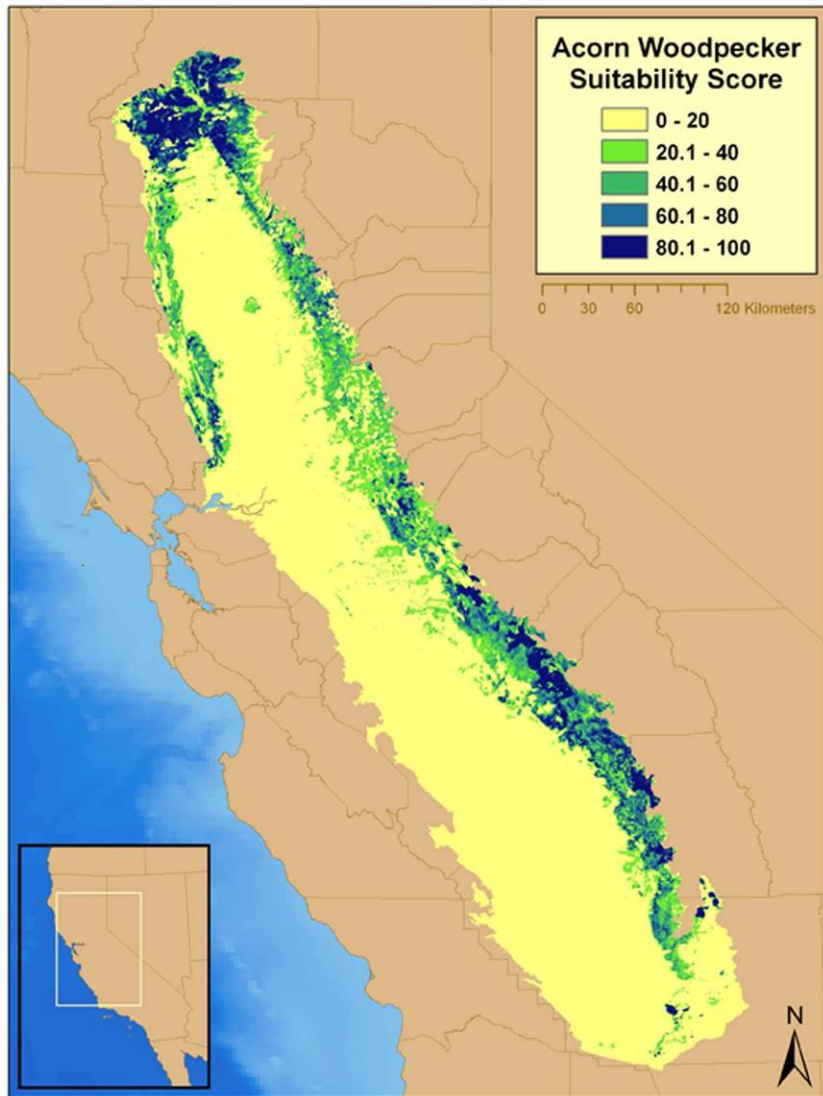 Acorn Woodpecker
Suitability Score
0 - 20
20.1 - 40
40.1 - 60
60.1 - 80
80.1 - 100
0 30 60 120 Kilometers
N